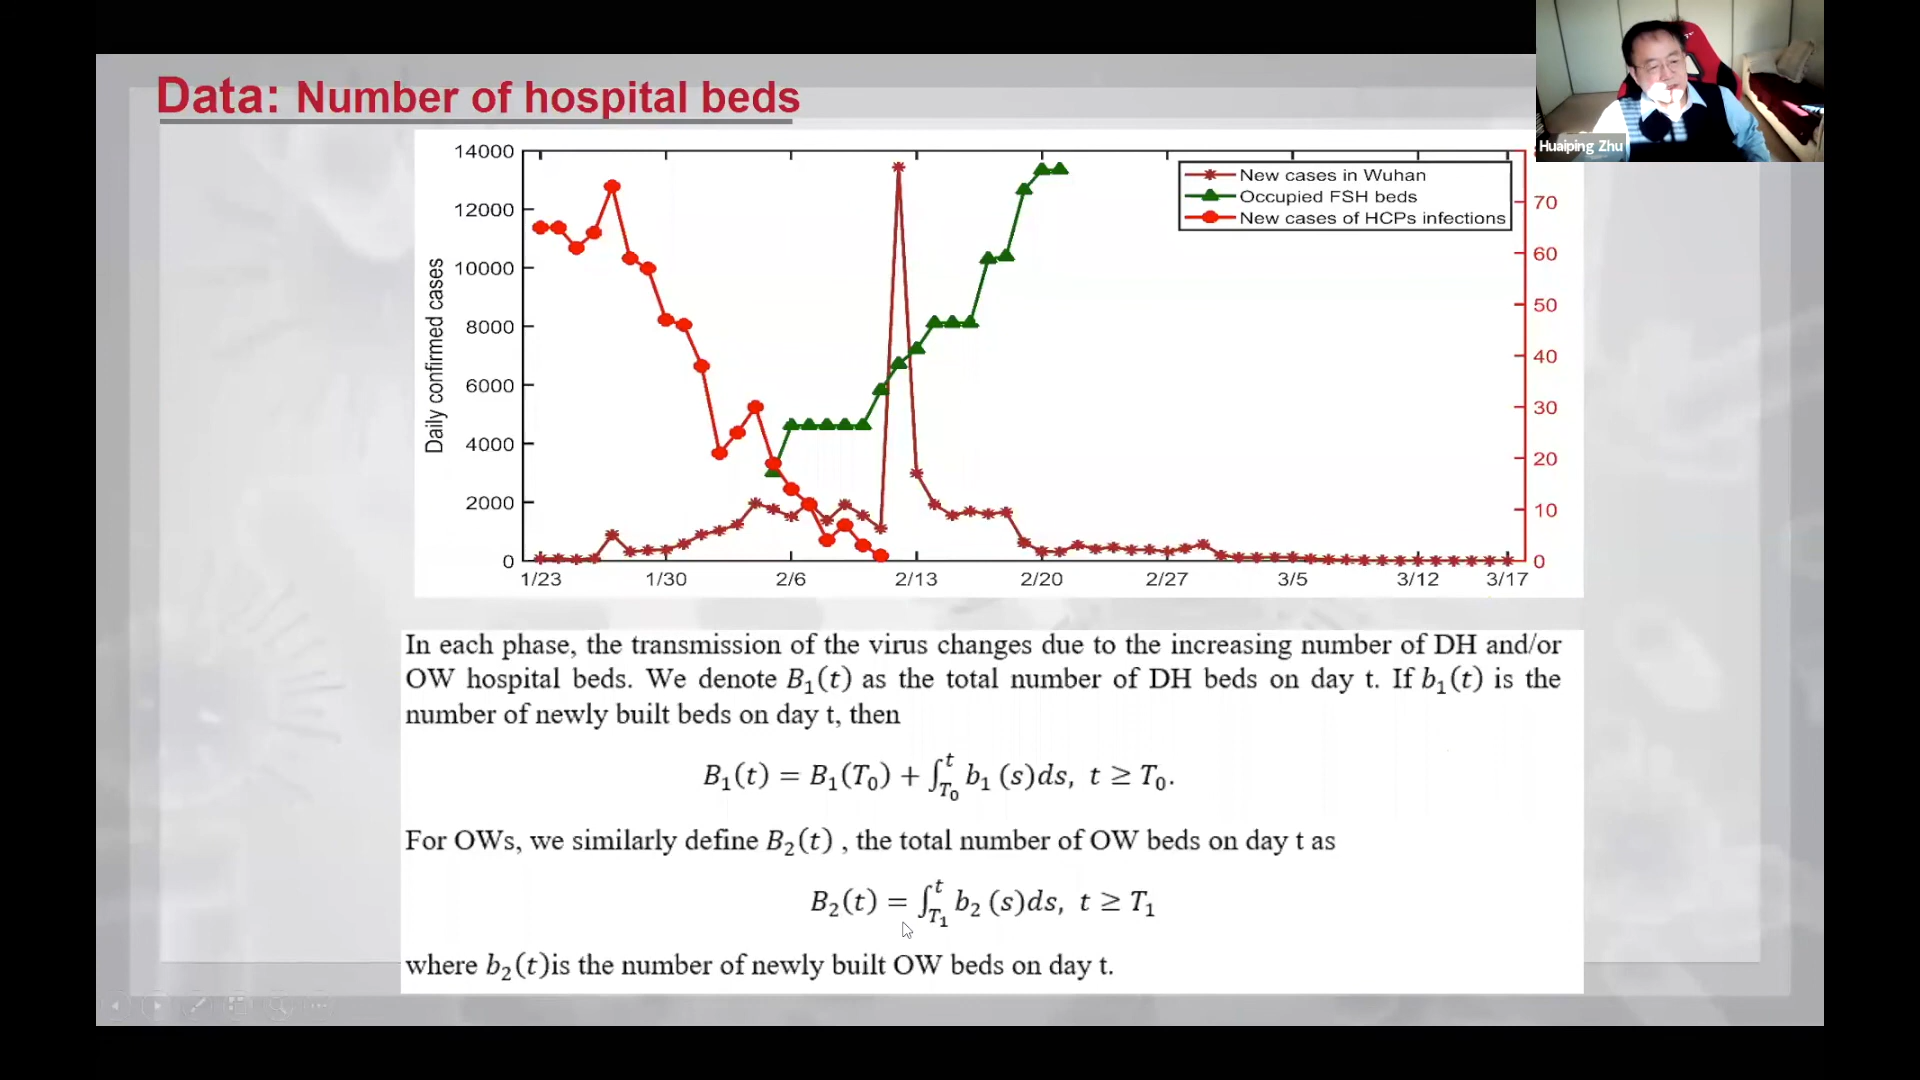 Data: Number of hospital beds
Huaiping Zhu
14000
12000
10000
8000
6000
4000
2000
0
Daily confirmed cases
New cases in Wuhan
Occupied FSH beds
New cases of HCPs infections
70
60
50
40
30
20
10
0
1/23 1/30 2/6 2/13 2/20 2/27 3/5 3/12 3/17
In each phase, the transmission of the virus changes due to the increasing number of DH and/or
OW hospital beds. We denote B₁(t) as the total number of DH beds on day t. If b₁(t) is the
number of newly built beds on day t, then
B₁(t) = B₁(T₀) + ∫_{T₀}^{t} b₁ (s)ds, t ≥ T₀.
For OWs, we similarly define B₂(t) , the total number of OW beds on day t as
B₂(t) = ∫_{T₁}^{t} b₂ (s)ds, t ≥ T₁
where b₂(t)is the number of newly built OW beds on day t.